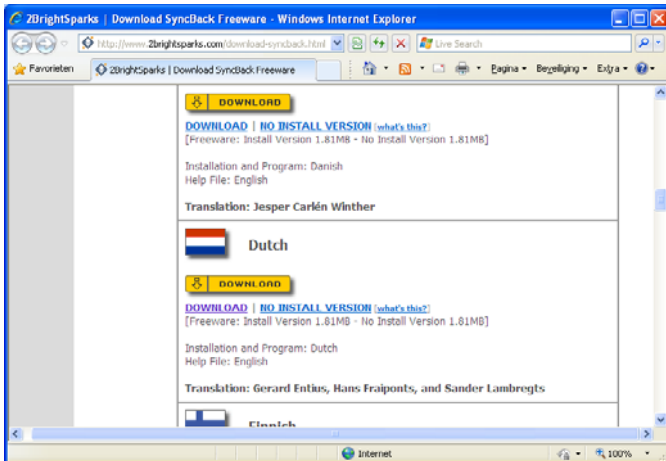 2BrightSparks | Download SyncBack Freeware - Windows Internet Explorer
http://www.2brightsparks.com/download-syncback.html
Live Search
Favorieten
2BrightSparks | Download SyncBack Freeware
Pagina
Beveiliging
Extra
DOWNLOAD
DOWNLOAD | NO INSTALL VERSION [what's this?]
[Freeware: Install Version 1.81MB - No Install Version 1.81MB]
Installation and Program: Danish
Help File: English
Translation: Jesper Carlén Winther
Dutch
DOWNLOAD
DOWNLOAD | NO INSTALL VERSION [what's this?]
[Freeware: Install Version 1.81MB - No Install Version 1.81MB]
Installation and Program: Dutch
Help File: English
Translation: Gerard Entius, Hans Fraiponts, and Sander Lambregts
Finnish
Internet
100%